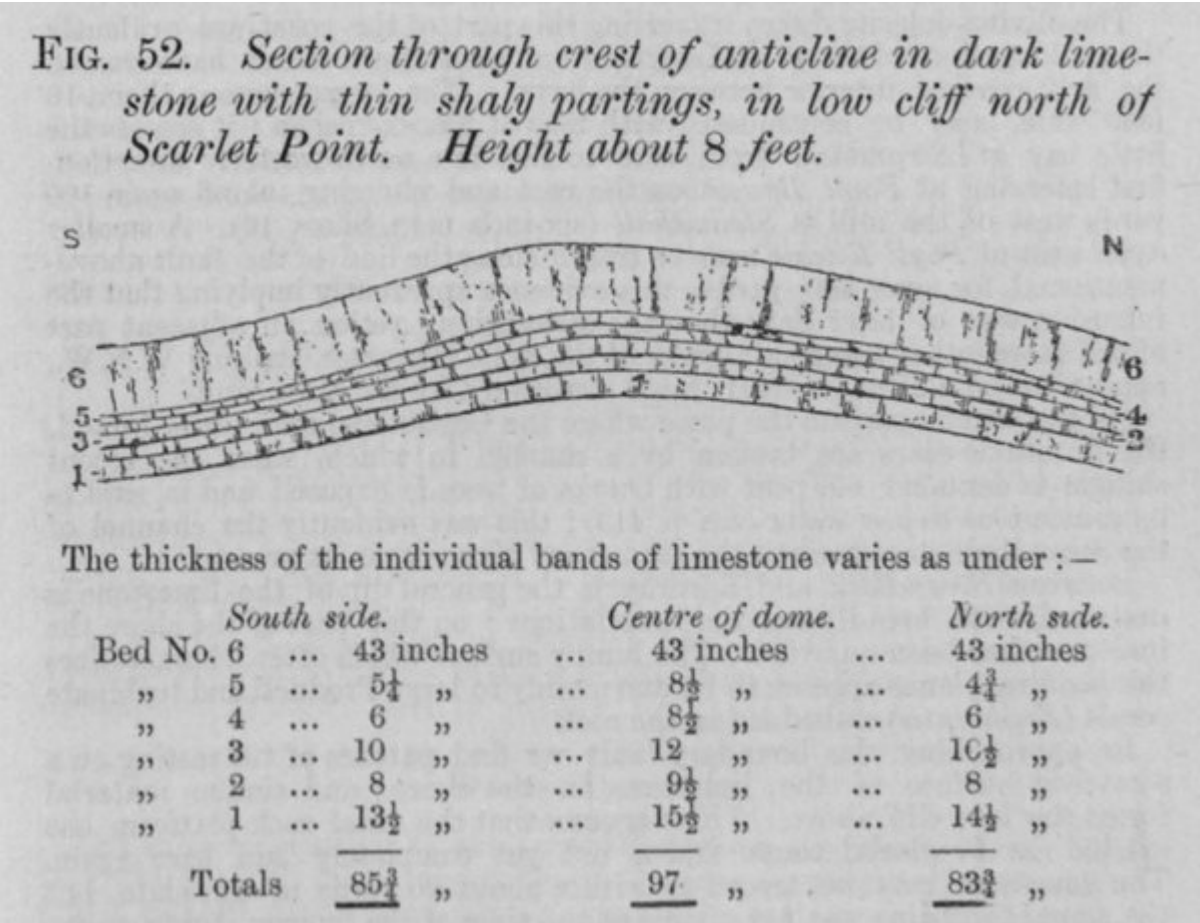 FIG. 52. Section through crest of anticline in dark lime-
stone with thin shaly partings, in low cliff north of
Scarlet Point. Height about 8 feet.
S N
6 6
5 4
3 2
1
The thickness of the individual bands of limestone varies as under :—
South side. Centre of dome. North side.
Bed No. 6 ... 43 inches ... 43 inches ... 43 inches
„ 5 ... 5¼ „ ... 8½ „ ... 4¾ „
„ 4 ... 6 „ ... 8½ „ ... 6 „
„ 3 ... 10 „ ... 12 „ ... 10½ „
„ 2 ... 8 „ ... 9½ „ ... 8 „
„ 1 ... 13½ „ ... 15½ „ ... 14½ „
Totals 85¾ „ 97 „ 83¾ „